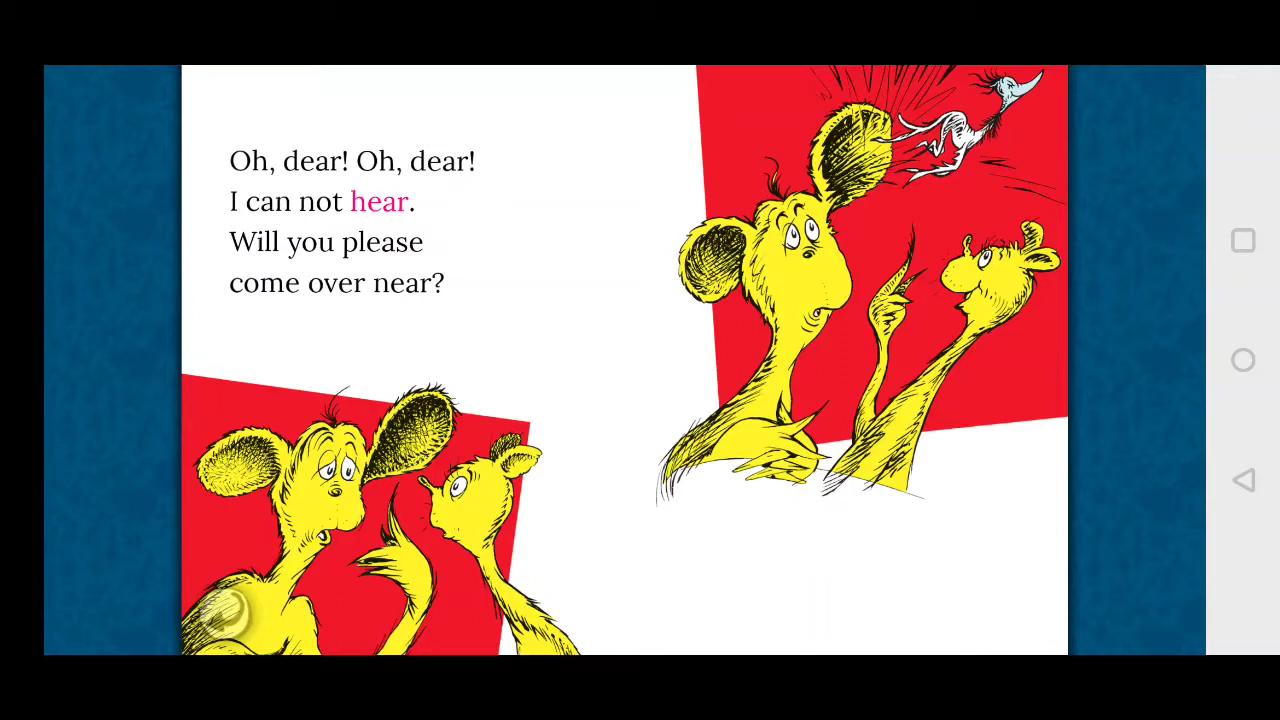 Oh, dear! Oh, dear!
I can not hear.
Will you please
come over near?